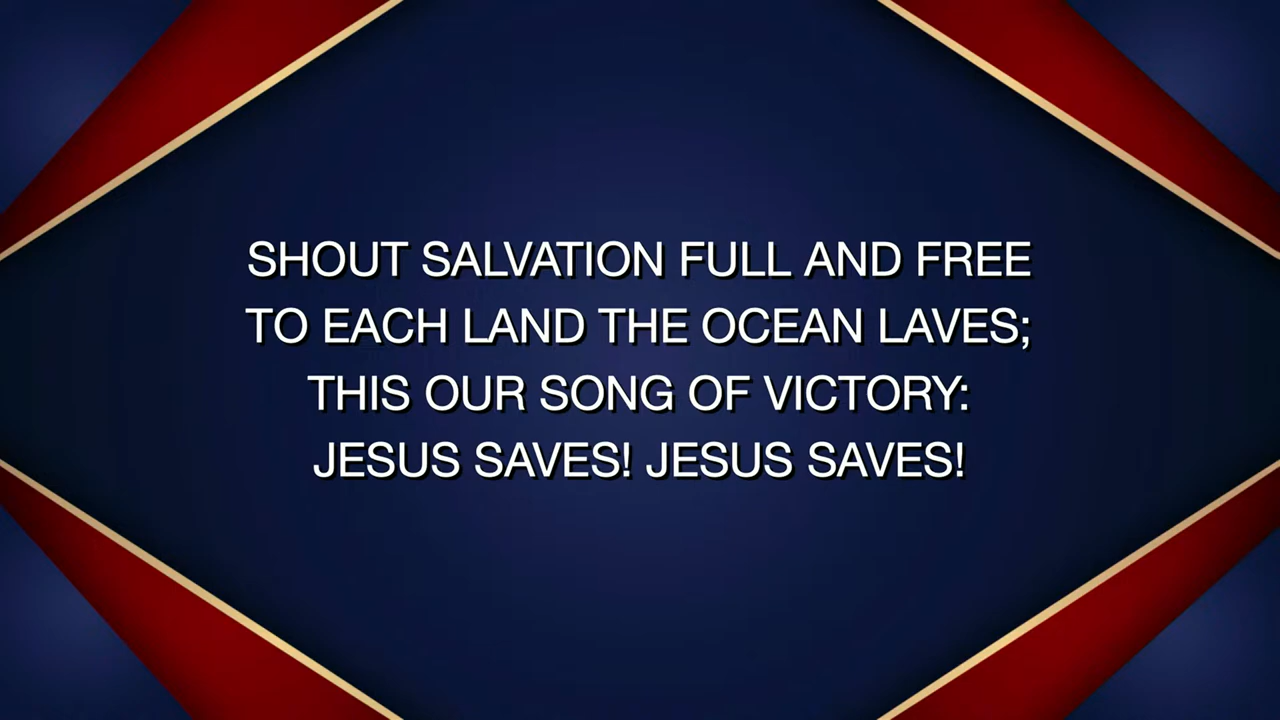 SHOUT SALVATION FULL AND FREE
TO EACH LAND THE OCEAN LAVES;
THIS OUR SONG OF VICTORY:
JESUS SAVES! JESUS SAVES!